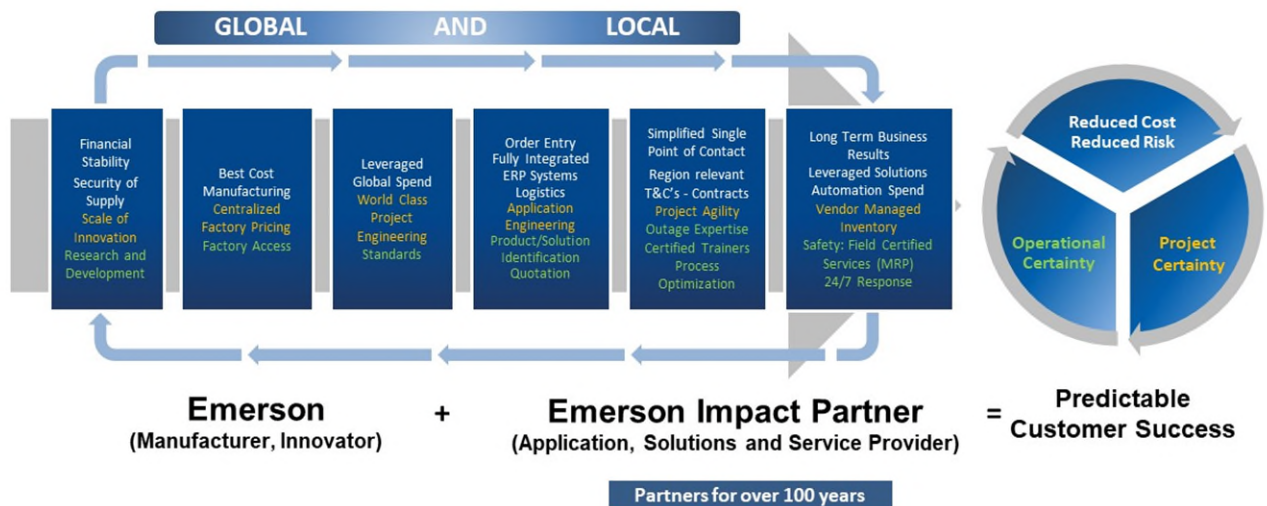 GLOBAL AND LOCAL
Financial
Stability
Security of
Supply
Scale of
Innovation
Research and
Development
Best Cost
Manufacturing
Centralized
Factory Pricing
Factory Access
Leveraged
Global Spend
World Class
Project
Engineering
Standards
Order Entry
Fully Integrated
ERP Systems
Logistics
Application
Engineering
Product/Solution
Identification
Quotation
Simplified Single
Point of Contact
Region relevant
T&C's - Contracts
Project Agility
Outage Expertise
Certified Trainers
Process
Optimization
Long Term Business
Results
Leveraged Solutions
Automation Spend
Vendor Managed
Inventory
Safety: Field Certified
Services (MRP)
24/7 Response
Reduced Cost
Reduced Risk
Operational
Certainty
Project
Certainty
Emerson
(Manufacturer, Innovator)
+
Emerson Impact Partner
(Application, Solutions and Service Provider)
=
Predictable
Customer Success
Partners for over 100 years